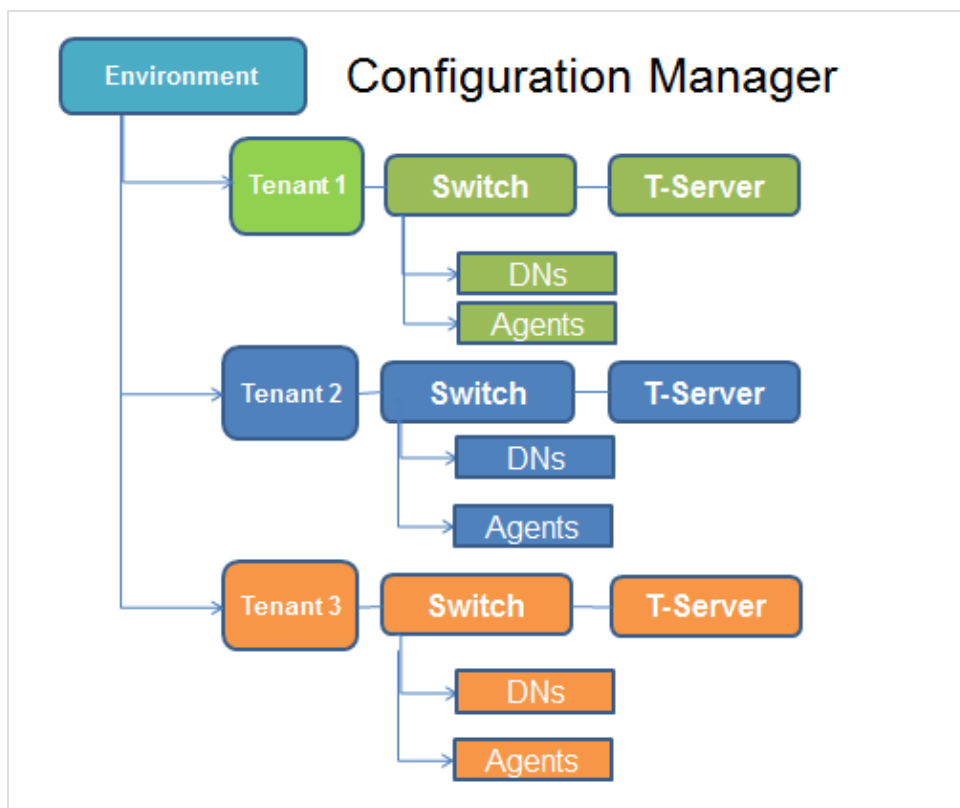 Environment
Configuration Manager
Tenant 1
Switch
T-Server
DNs
Agents
Tenant 2
Switch
T-Server
DNs
Agents
Tenant 3
Switch
T-Server
DNs
Agents